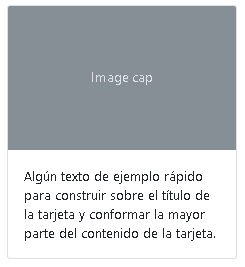 Image cap
Algún texto de ejemplo rápido
para construir sobre el título de
la tarjeta y conformar la mayor
parte del contenido de la tarjeta.